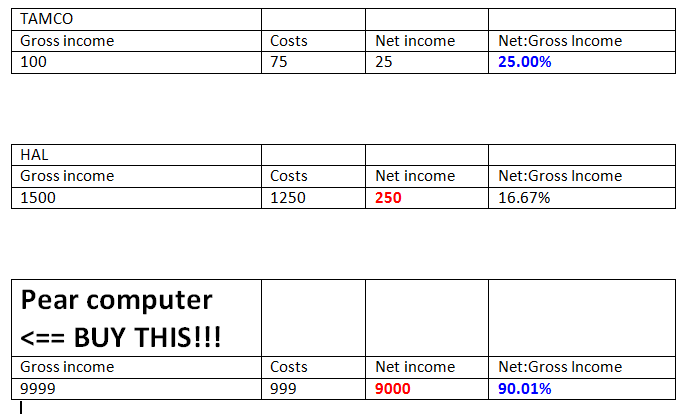 TAMCO
Gross income Costs Net income Net:Gross Income
100 75 25 25.00%
HAL
Gross income Costs Net income Net:Gross Income
1500 1250 250 16.67%
Pear computer
<== BUY THIS!!!
Gross income Costs Net income Net:Gross Income
9999 999 9000 90.01%